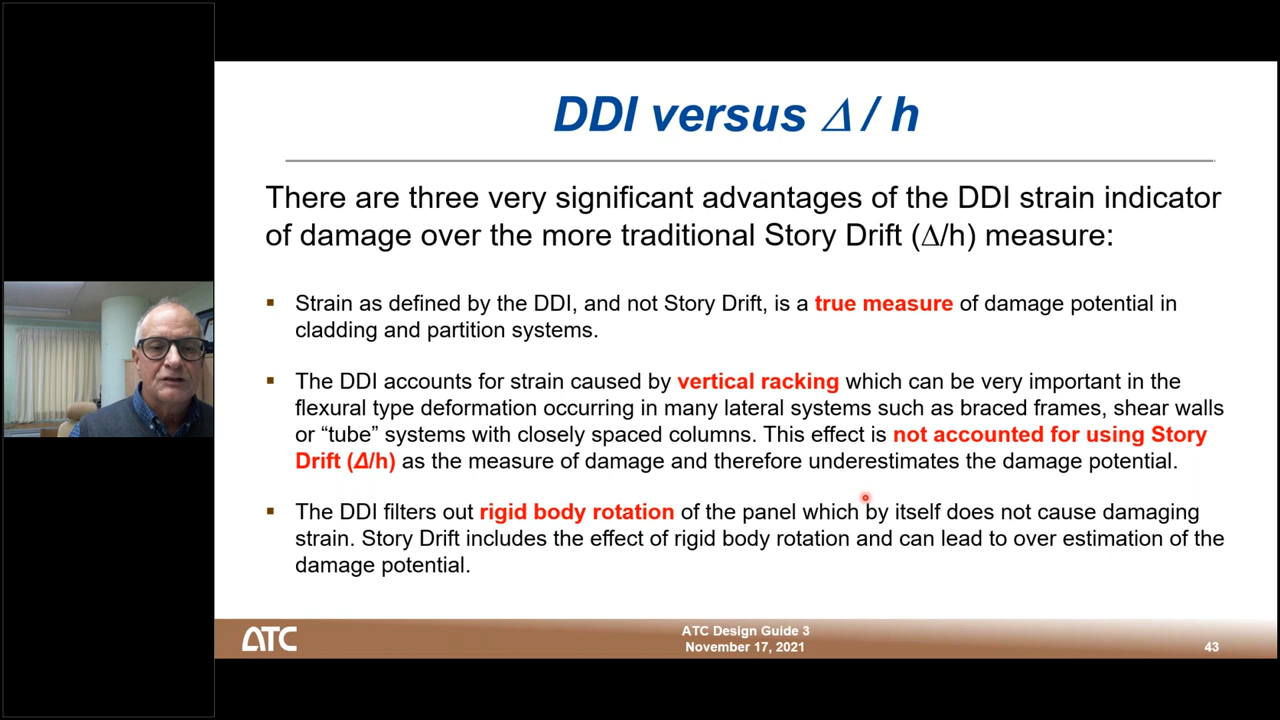 DDI versus Δ / h
There are three very significant advantages of the DDI strain indicator
of damage over the more traditional Story Drift (Δ/h) measure:
▪ Strain as defined by the DDI, and not Story Drift, is a true measure of damage potential in
cladding and partition systems.
▪ The DDI accounts for strain caused by vertical racking which can be very important in the
flexural type deformation occurring in many lateral systems such as braced frames, shear walls
or “tube” systems with closely spaced columns. This effect is not accounted for using Story
Drift (Δ/h) as the measure of damage and therefore underestimates the damage potential.
▪ The DDI filters out rigid body rotation of the panel which by itself does not cause damaging
strain. Story Drift includes the effect of rigid body rotation and can lead to over estimation of the
damage potential.
ATC
ATC Design Guide 3
November 17, 2021
43